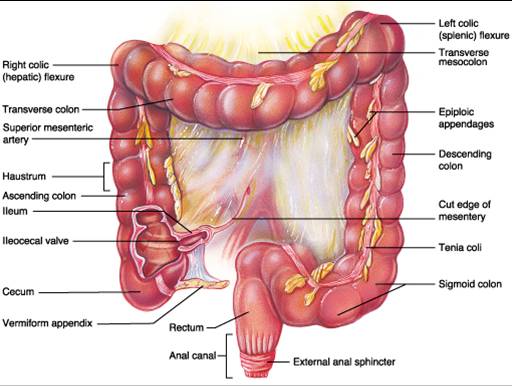 Right colic
(hepatic) flexure
Transverse colon
Superior mesenteric
artery
Haustrum
Ascending colon
Ileum
Ileocecal valve
Cecum
Vermiform appendix
Rectum
Anal canal
Left colic
(splenic) flexure
Transverse
mesocolon
Epiploic
appendages
Descending
colon
Cut edge of
mesentery
Tenia coli
Sigmoid colon
External anal sphincter